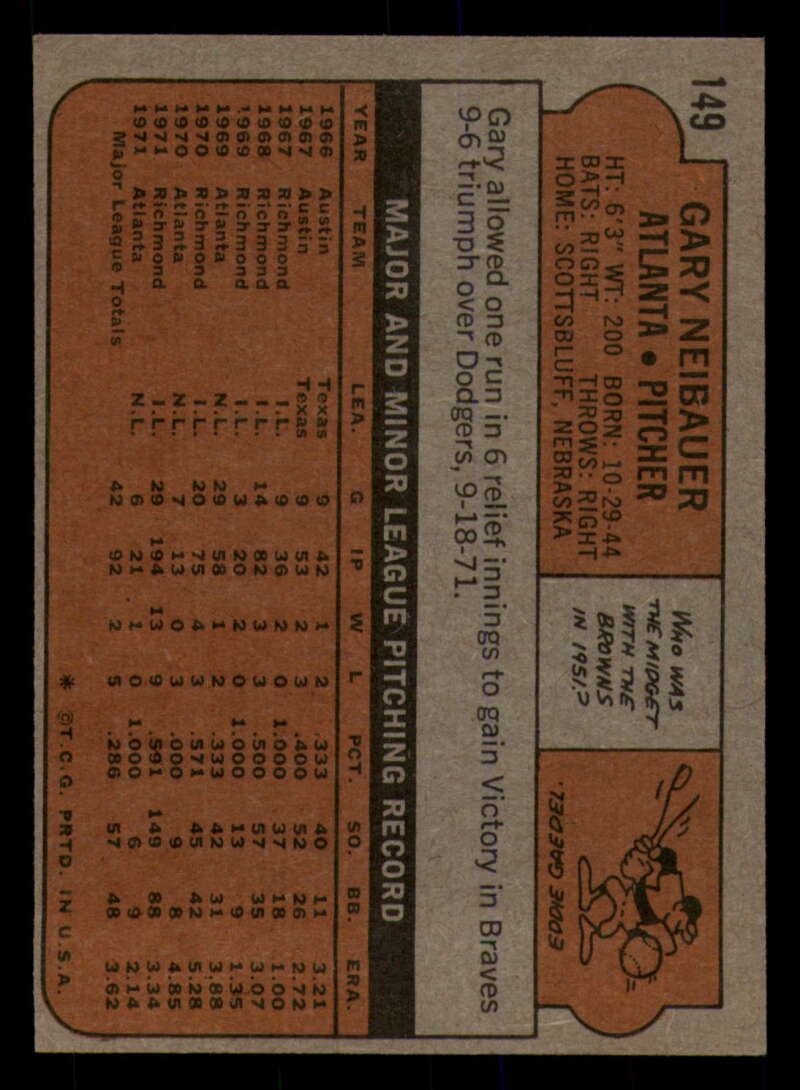 149
GARY NEIBAUER
ATLANTA • PITCHER
HT: 6'3" WT: 200 BORN: 10-29-44
BATS: RIGHT THROWS: RIGHT
HOME: SCOTTSBLUFF, NEBRASKA
WHO WAS
THE MIDGET
WITH THE
BROWNS
IN 1951?
EDDIE GAEDEL.
Gary allowed one run in 6 relief innings to gain Victory in Braves
9-6 triumph over Dodgers, 9-18-71.
MAJOR AND MINOR LEAGUE PITCHING RECORD
YEAR TEAM LEA. G IP W L PCT. SO. BB. ERA.
1966 Austin Texas 9 42 1 2 .333 40 11 3.21
1967 Austin Texas 9 53 2 3 .400 52 26 2.72
1967 Richmond I.L. 9 36 2 0 1.000 37 18 1.00
1968 Richmond I.L. 14 82 3 3 .500 57 35 3.07
1969 Richmond I.L. 3 20 2 0 1.000 13 9 1.35
1969 Atlanta N.L. 29 58 1 2 .333 42 31 3.88
1970 Richmond I.L. 20 75 4 3 .571 45 42 5.28
1970 Atlanta N.L. 7 13 0 3 .000 9 8 4.85
1971 Richmond I.L. 29 194 13 9 .591 149 88 3.34
1971 Atlanta N.L. 6 21 1 0 1.000 6 9 2.14
Major League Totals 42 92 2 5 .286 57 48 3.62
* ©T.C.G. PRTD. IN U.S.A.